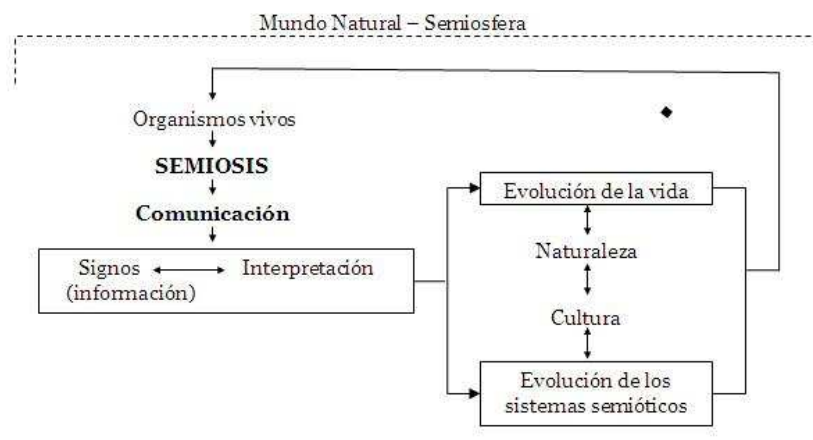 Mundo Natural – Semiosfera
Organismos vivos
SEMIOSIS
Comunicación
Signos Interpretación
(información)
Evolución de la vida
Naturaleza
Cultura
Evolución de los
sistemas semióticos